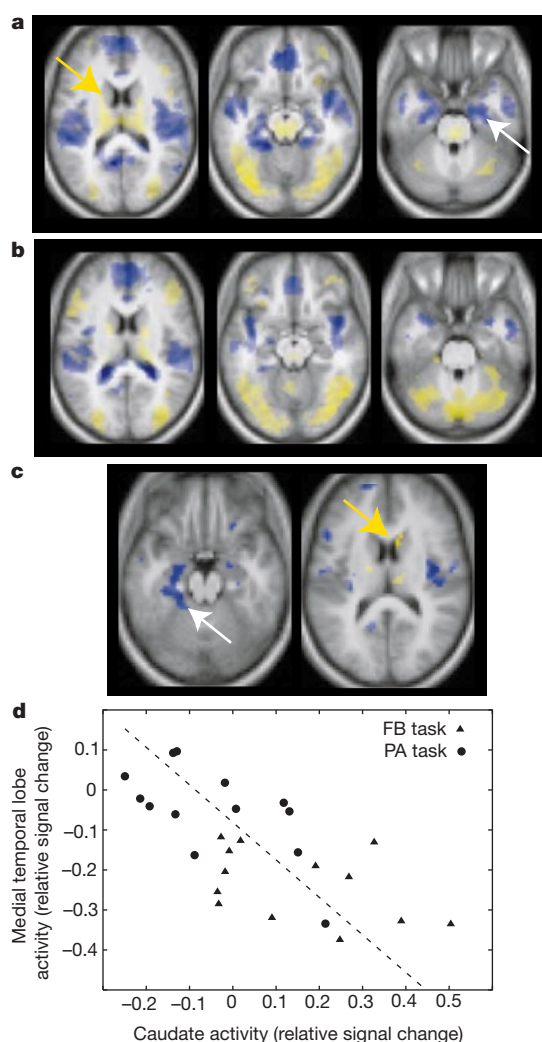 a
b
c
d
FB task
PA task
0.1
0
−0.1
−0.2
−0.3
−0.4
Medial temporal lobe
activity (relative signal change)
−0.2
−0.1
0
0.1
0.2
0.3
0.4
0.5
Caudate activity (relative signal change)